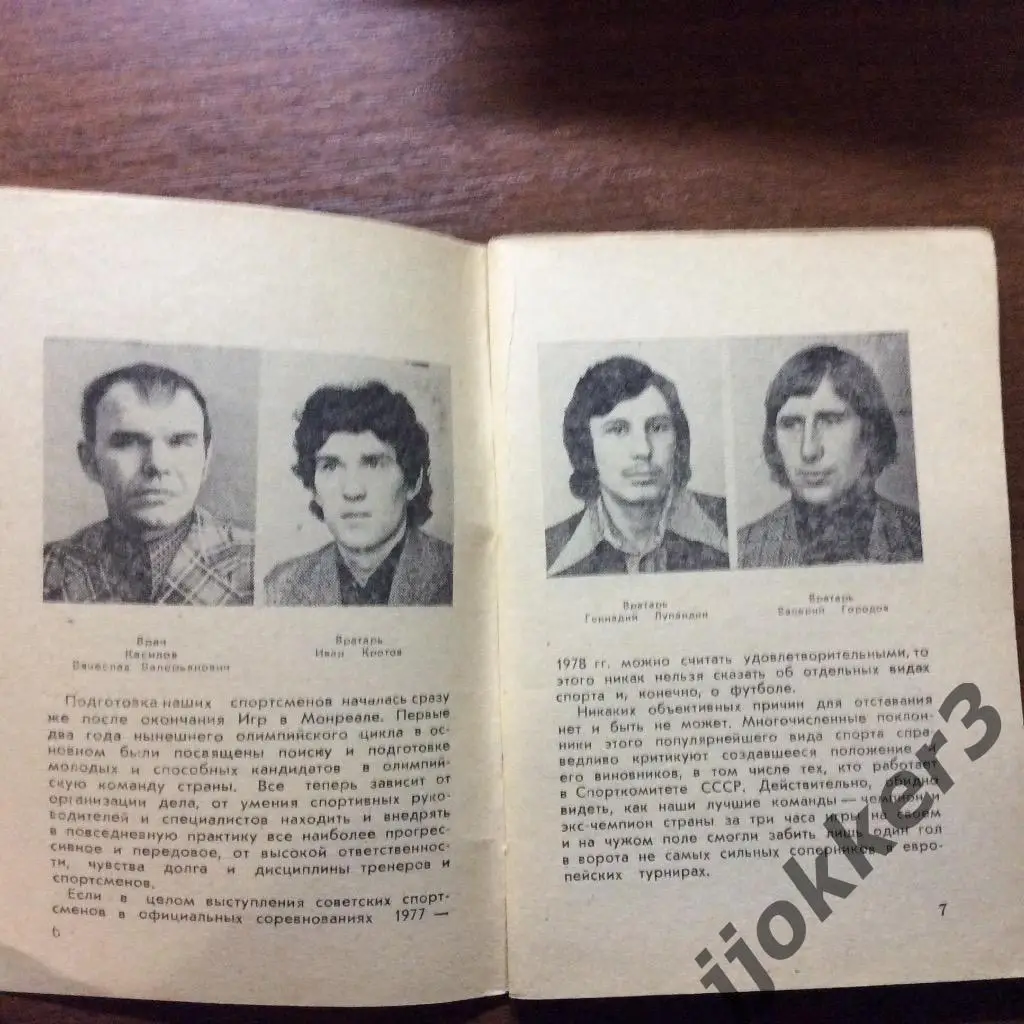 Врач
Касилов
Вячеслав Валерьянович
Вратарь
Иван Кротов
Подготовка наших спортсменов началась сразу
же после окончания Игр в Монреале. Первые
два года нынешнего олимпийского цикла в ос-
новном были посвящены поиску и подготовке
молодых и способных кандидатов в олимпий-
скую команду страны. Все теперь зависит от
организации дела, от умения спортивных руко-
водителей и специалистов находить и внедрять
в повседневную практику все наиболее прогрес-
сивное и передовое, от высокой ответственнос-
ти, чувства долга и дисциплины тренеров и
спортсменов.
Если в целом выступления советских спорт-
сменов в официальных соревнованиях 1977 —
6
Вратарь
Геннадий Лупандин
Вратарь
Валерий Городов
1978 гг. можно считать удовлетворительными, то
этого никак нельзя сказать об отдельных видах
спорта и, конечно, о футболе.
Никаких объективных причин для отставания
нет и быть не может. Многочисленные поклон-
ники этого популярнейшего вида спорта спра-
ведливо критикуют создавшееся положение и
его виновников, в том числе тех, кто работает
в Спорткомитете СССР. Действительно, обидно
видеть, как наши лучшие команды — чемпион и
экс-чемпион страны за три часа игры на своем
и на чужом поле смогли забить лишь один гол
в ворота не самых сильных соперников в евро-
пейских турнирах.
7
ijokker3